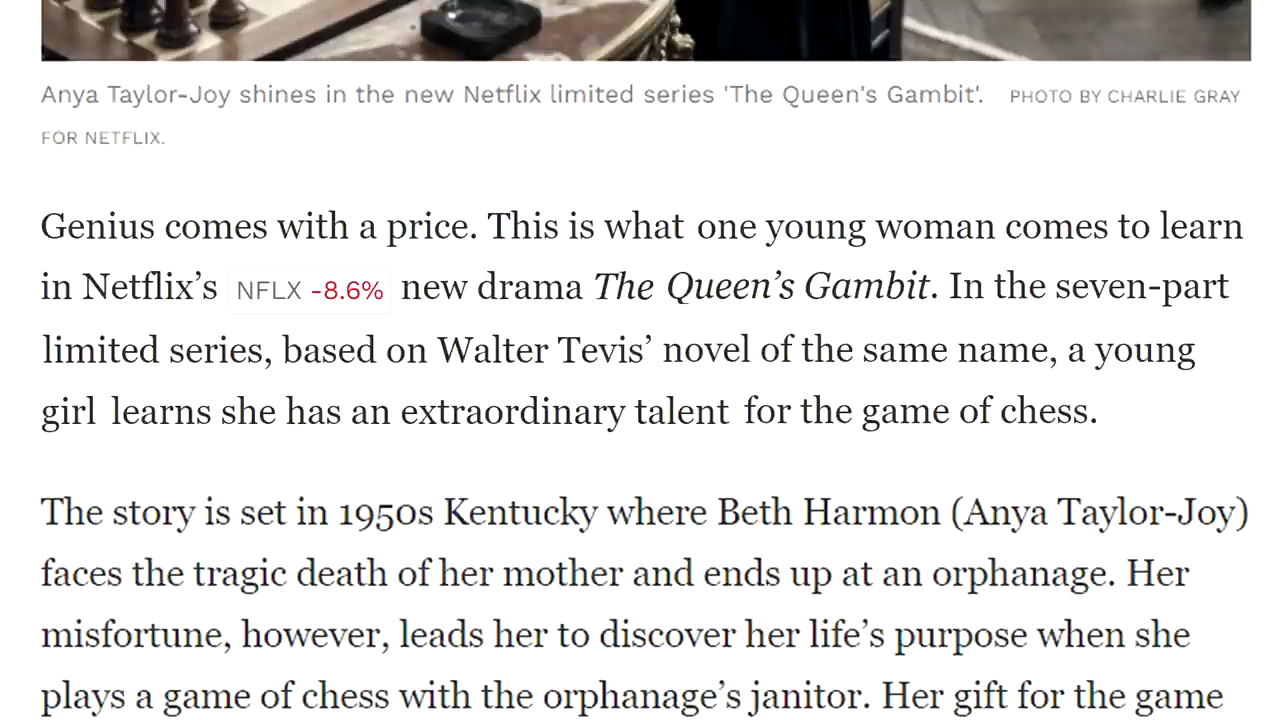 Anya Taylor-Joy shines in the new Netflix limited series 'The Queen's Gambit'. PHOTO BY CHARLIE GRAY
FOR NETFLIX.
Genius comes with a price. This is what one young woman comes to learn
in Netflix’s NFLX -8.6% new drama The Queen’s Gambit. In the seven-part
limited series, based on Walter Tevis’ novel of the same name, a young
girl learns she has an extraordinary talent for the game of chess.
The story is set in 1950s Kentucky where Beth Harmon (Anya Taylor-Joy)
faces the tragic death of her mother and ends up at an orphanage. Her
misfortune, however, leads her to discover her life’s purpose when she
plays a game of chess with the orphanage’s janitor. Her gift for the game